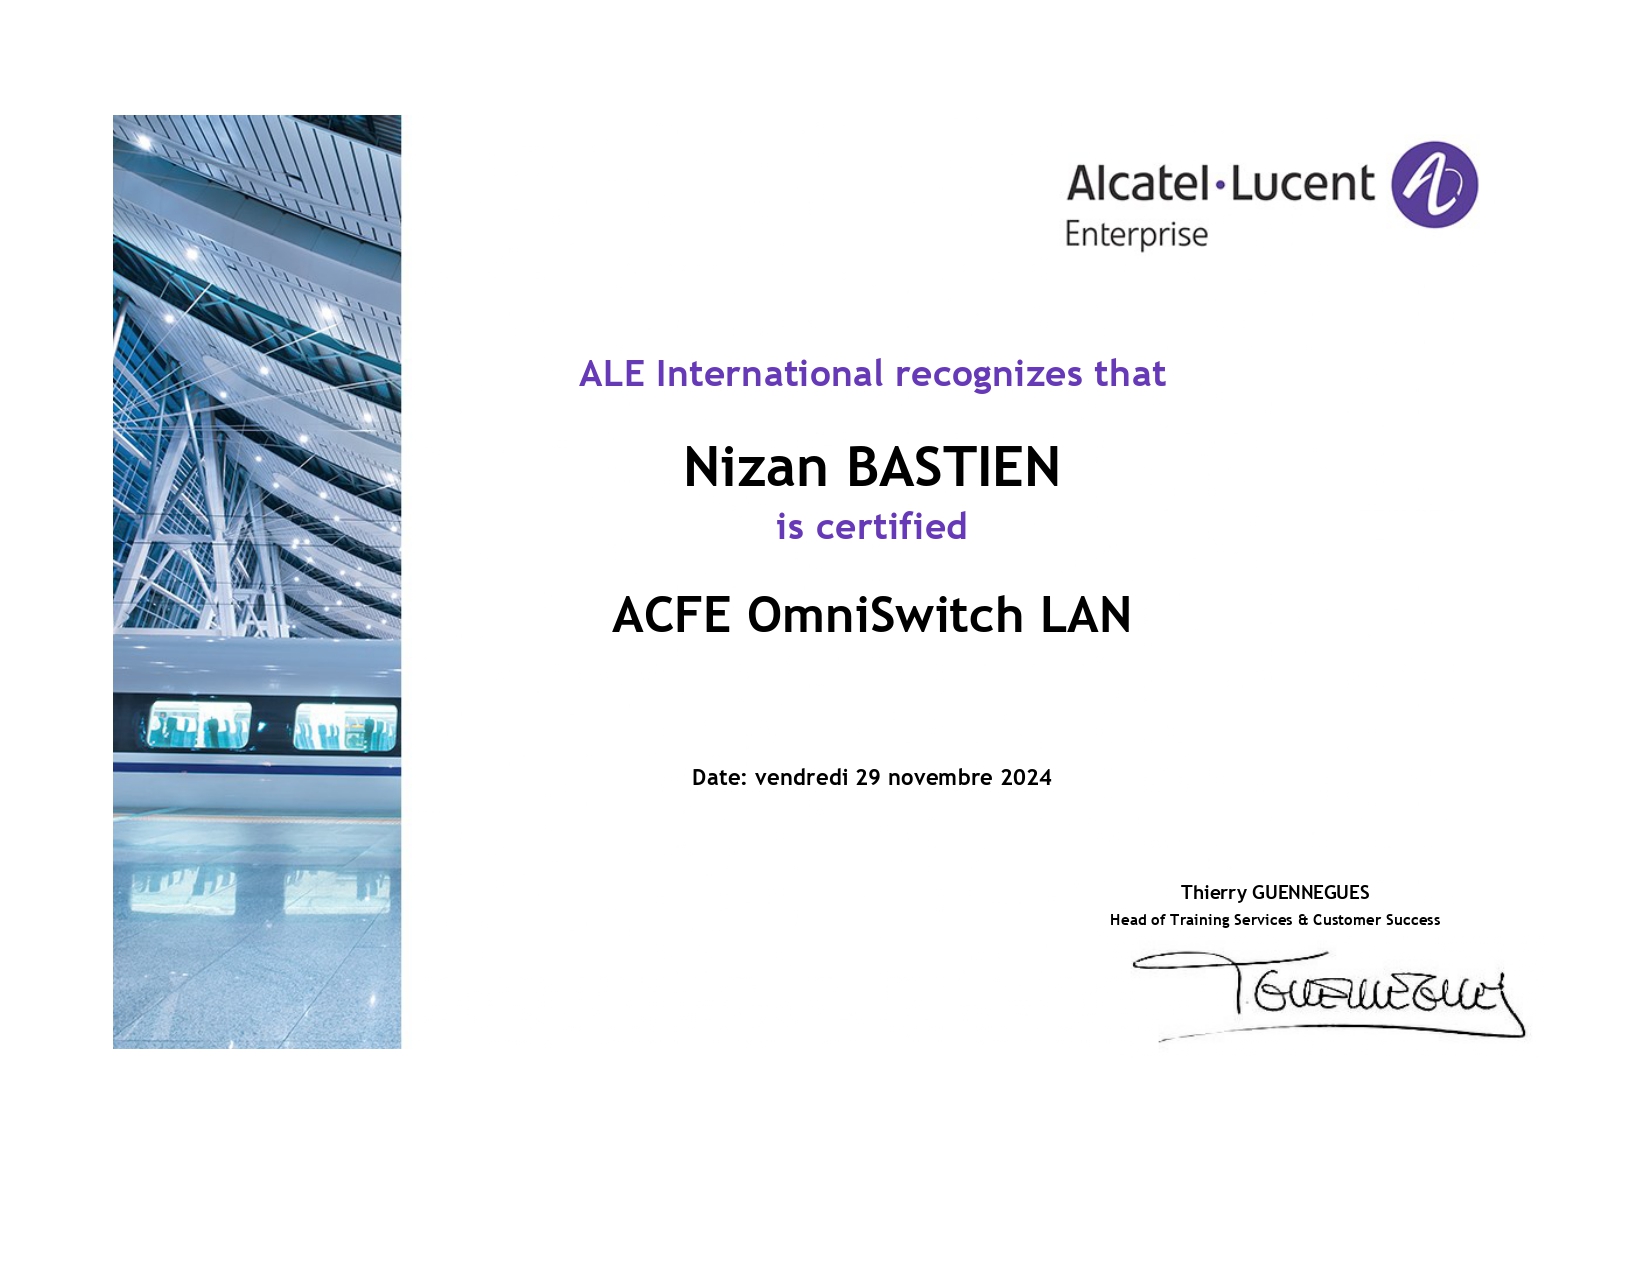 Alcatel·Lucent
Enterprise
ALE International recognizes that
Nizan BASTIEN
is certified
ACFE OmniSwitch LAN
Date: vendredi 29 novembre 2024
Thierry GUENNEGUES
Head of Training Services & Customer Success
T.GUENNEGUES